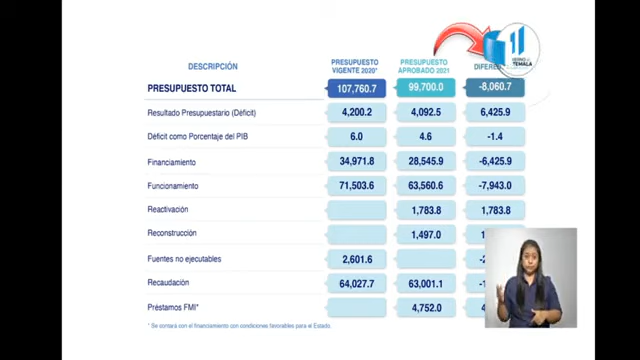 DESCRIPCIÓN PRESUPUESTO VIGENTE 2020* PRESUPUESTO APROBADO 2021
PRESUPUESTO TOTAL 107,760.7 99,700.0 -8,060.7
Resultado Presupuestario (Déficit) 4,200.2 4,092.5 6,425.9
Déficit como Porcentaje del PIB 6.0 4.6 -1.4
Financiamiento 34,971.8 28,545.9 -6,425.9
Funcionamiento 71,503.6 63,560.6 -7,943.0
Reactivación 1,783.8 1,783.8
Reconstrucción 1,497.0
Fuentes no ejecutables 2,601.6
Recaudación 64,027.7 63,001.1
Préstamos FMI* 4,752.0
* Se contará con el financiamiento con condiciones favorables para el Estado.